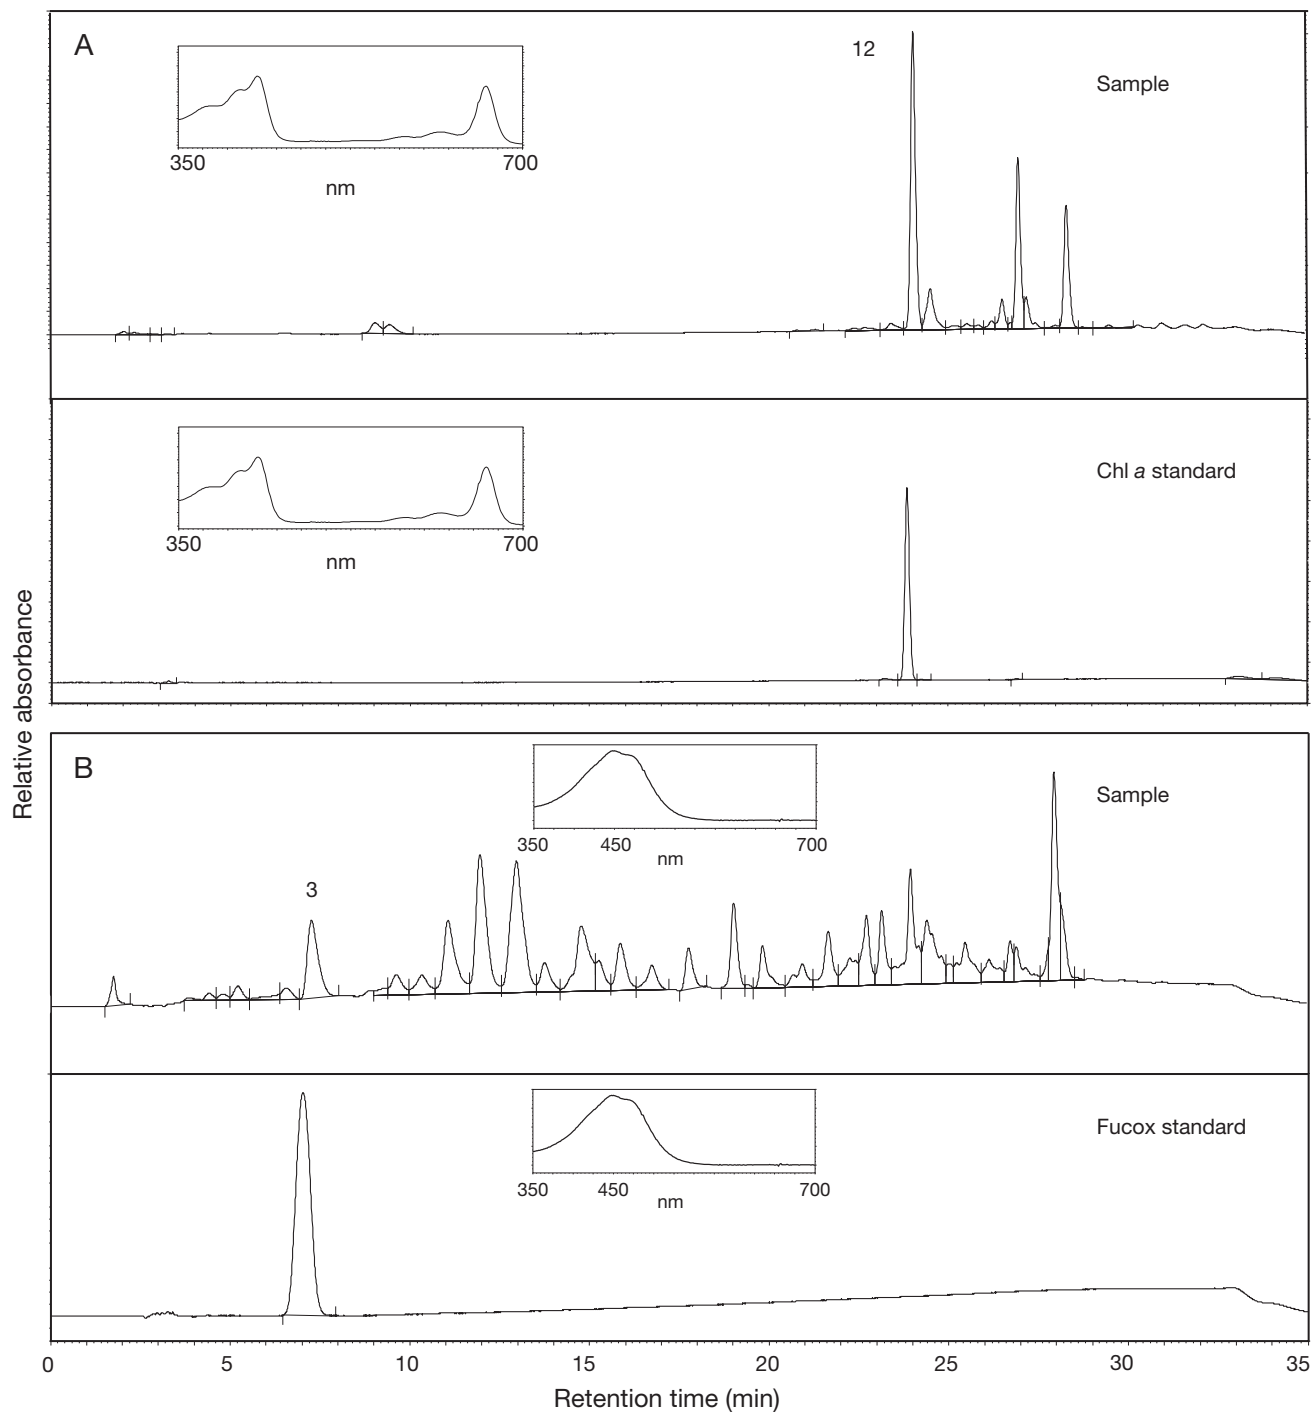 A
12
Sample
350
700
nm
Chl a standard
350
700
nm
Relative absorbance
B
Sample
350
450
nm
700
3
Fucox standard
350
450
nm
700
0 5 10 15 20 25 30 35
Retention time (min)